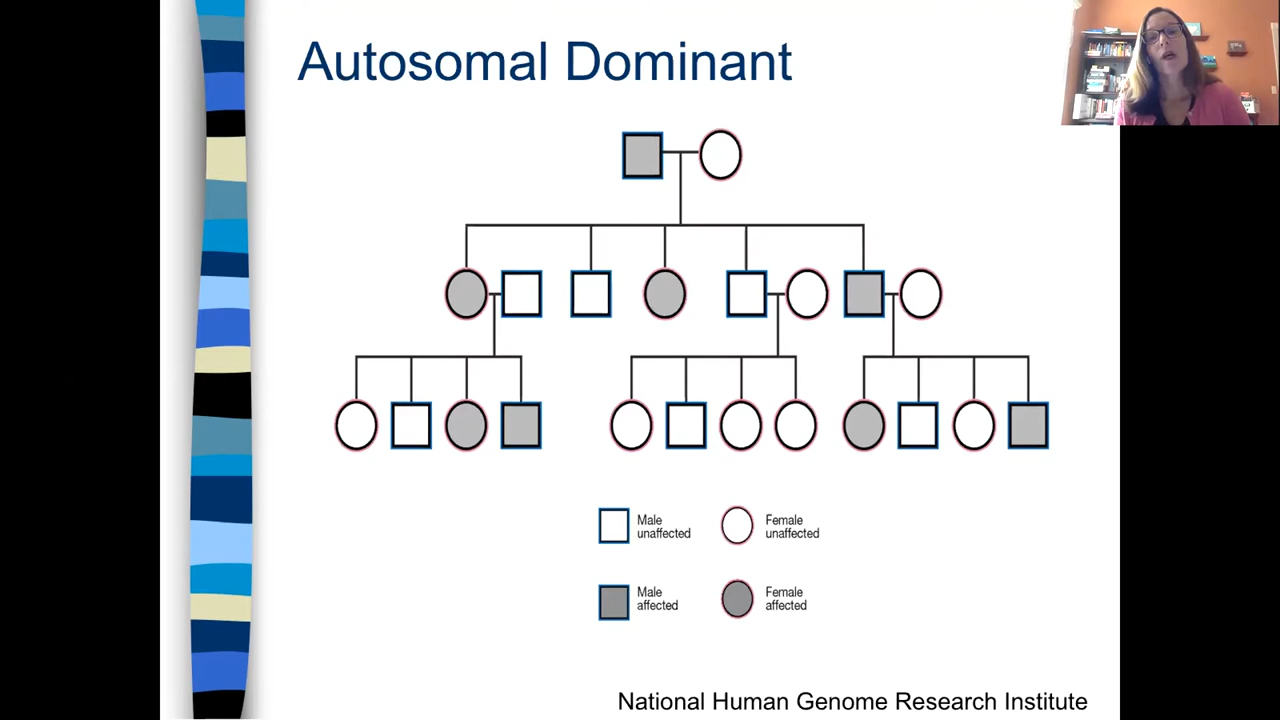 Autosomal Dominant
Male
unaffected
Female
unaffected
Male
affected
Female
affected
National Human Genome Research Institute